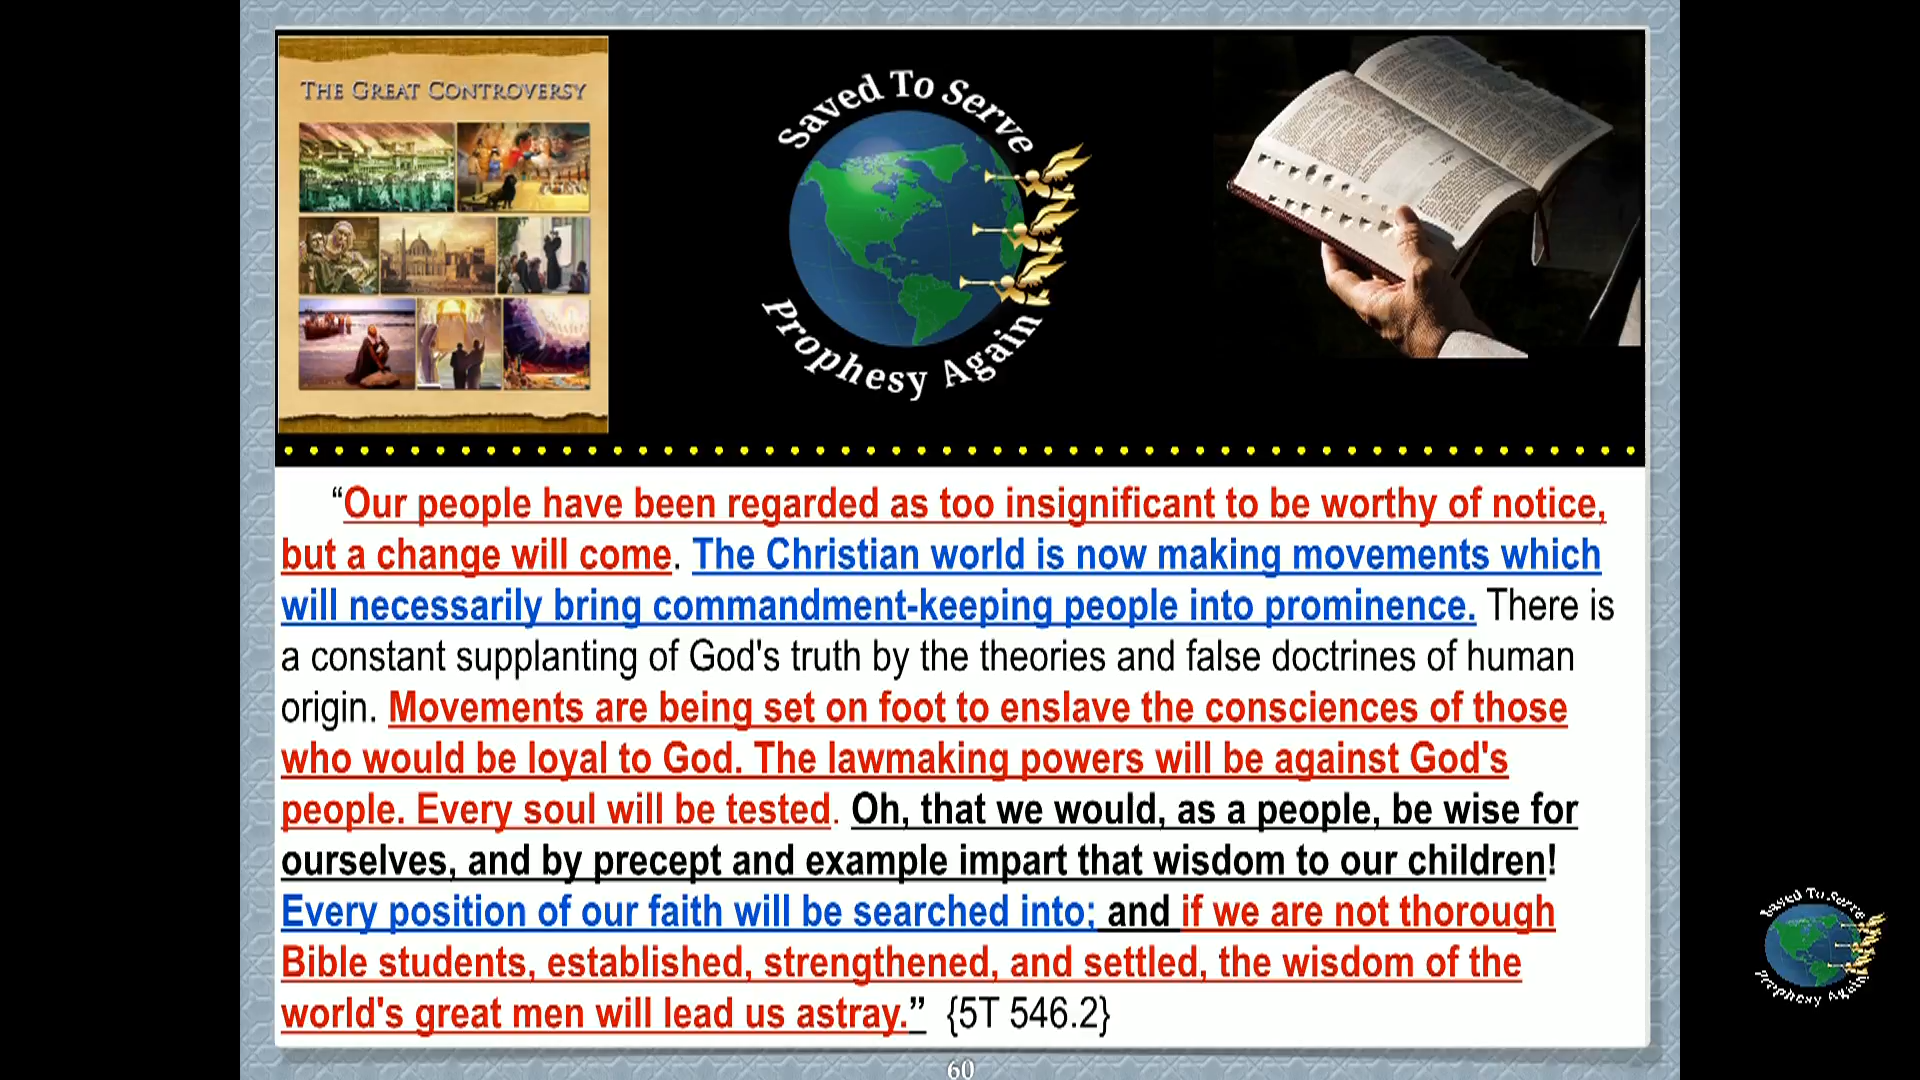 THE GREAT CONTROVERSY
Saved To Serve
Prophesy Again
“Our people have been regarded as too insignificant to be worthy of notice,
but a change will come. The Christian world is now making movements which
will necessarily bring commandment-keeping people into prominence. There is
a constant supplanting of God's truth by the theories and false doctrines of human
origin. Movements are being set on foot to enslave the consciences of those
who would be loyal to God. The lawmaking powers will be against God's
people. Every soul will be tested. Oh, that we would, as a people, be wise for
ourselves, and by precept and example impart that wisdom to our children!
Every position of our faith will be searched into; and if we are not thorough
Bible students, established, strengthened, and settled, the wisdom of the
world's great men will lead us astray.” {5T 546.2}
60
Saved To Serve
Prophesy Again